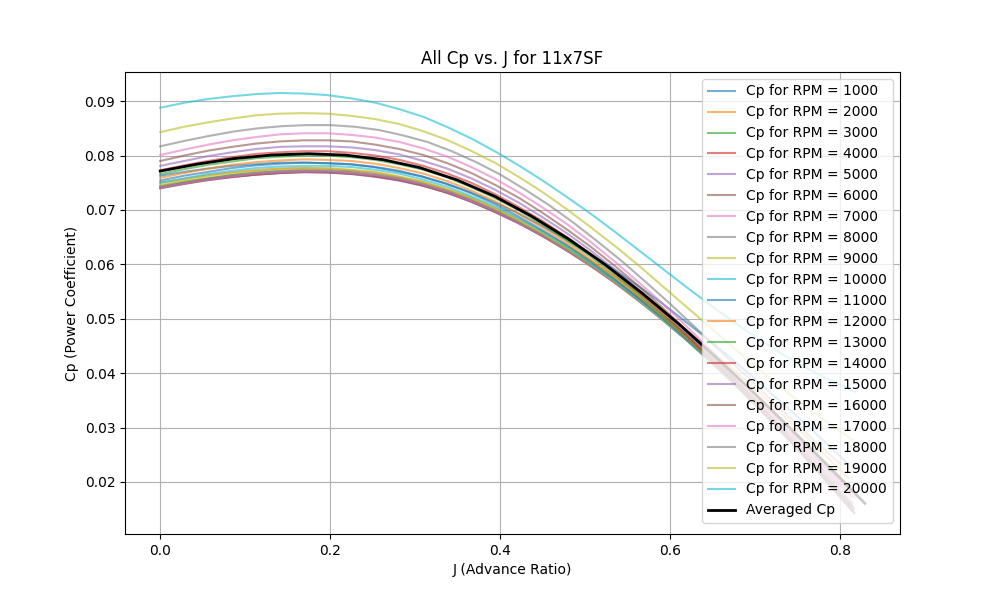 All Cp vs. J for 11x7SF
Cp (Power Coefficient)
0.09
0.08
0.07
0.06
0.05
0.04
0.03
0.02
0.0
0.2
0.4
0.6
0.8
J (Advance Ratio)
Cp for RPM = 1000
Cp for RPM = 2000
Cp for RPM = 3000
Cp for RPM = 4000
Cp for RPM = 5000
Cp for RPM = 6000
Cp for RPM = 7000
Cp for RPM = 8000
Cp for RPM = 9000
Cp for RPM = 10000
Cp for RPM = 11000
Cp for RPM = 12000
Cp for RPM = 13000
Cp for RPM = 14000
Cp for RPM = 15000
Cp for RPM = 16000
Cp for RPM = 17000
Cp for RPM = 18000
Cp for RPM = 19000
Cp for RPM = 20000
Averaged Cp